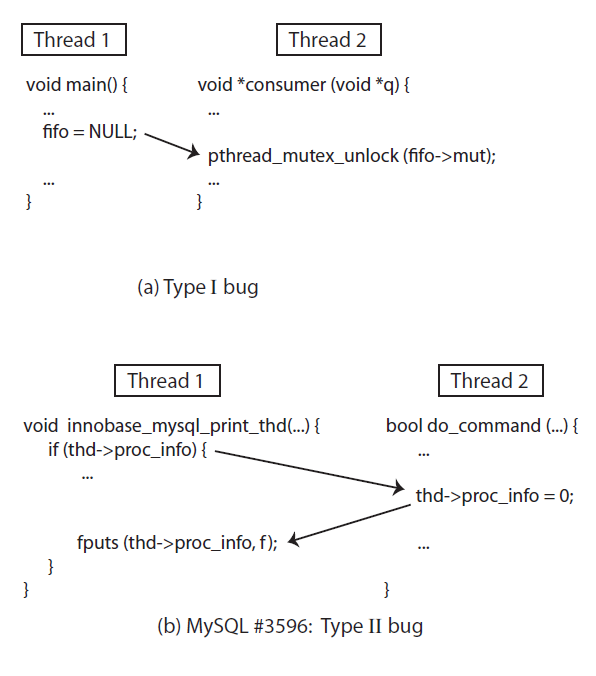 Thread 1
Thread 2
void main() {
void *consumer (void *q) {
...
...
fifo = NULL;
pthread_mutex_unlock (fifo->mut);
...
...
}
}
(a) Type I bug
Thread 1
Thread 2
void innobase_mysql_print_thd(...) {
bool do_command (...) {
if (thd->proc_info) {
...
...
thd->proc_info = 0;
fputs (thd->proc_info, f);
...
}
}
}
(b) MySQL #3596: Type II bug